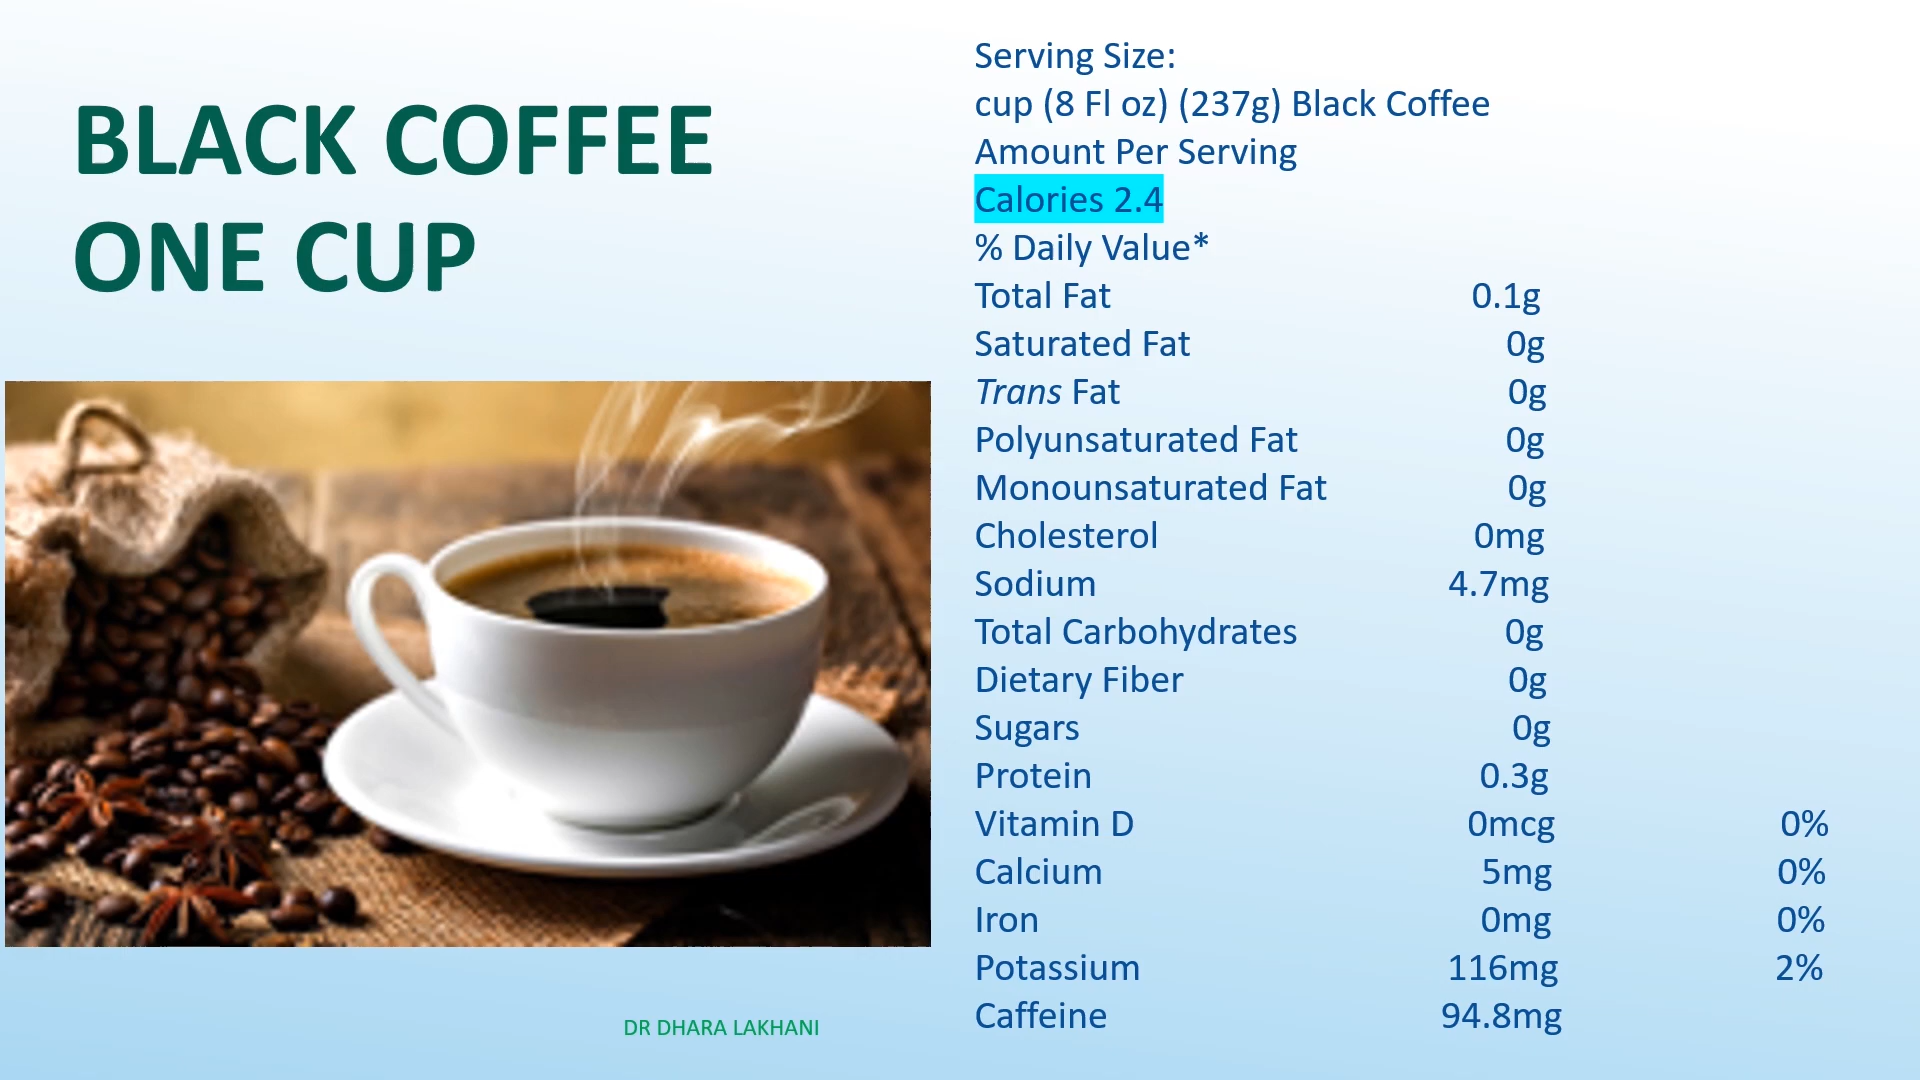 BLACK COFFEE
ONE CUP
DR DHARA LAKHANI
Serving Size:
cup (8 Fl oz) (237g) Black Coffee
Amount Per Serving
Calories 2.4
% Daily Value*
Total Fat 0.1g
Saturated Fat 0g
Trans Fat 0g
Polyunsaturated Fat 0g
Monounsaturated Fat 0g
Cholesterol 0mg
Sodium 4.7mg
Total Carbohydrates 0g
Dietary Fiber 0g
Sugars 0g
Protein 0.3g
Vitamin D 0mcg 0%
Calcium 5mg 0%
Iron 0mg 0%
Potassium 116mg 2%
Caffeine 94.8mg